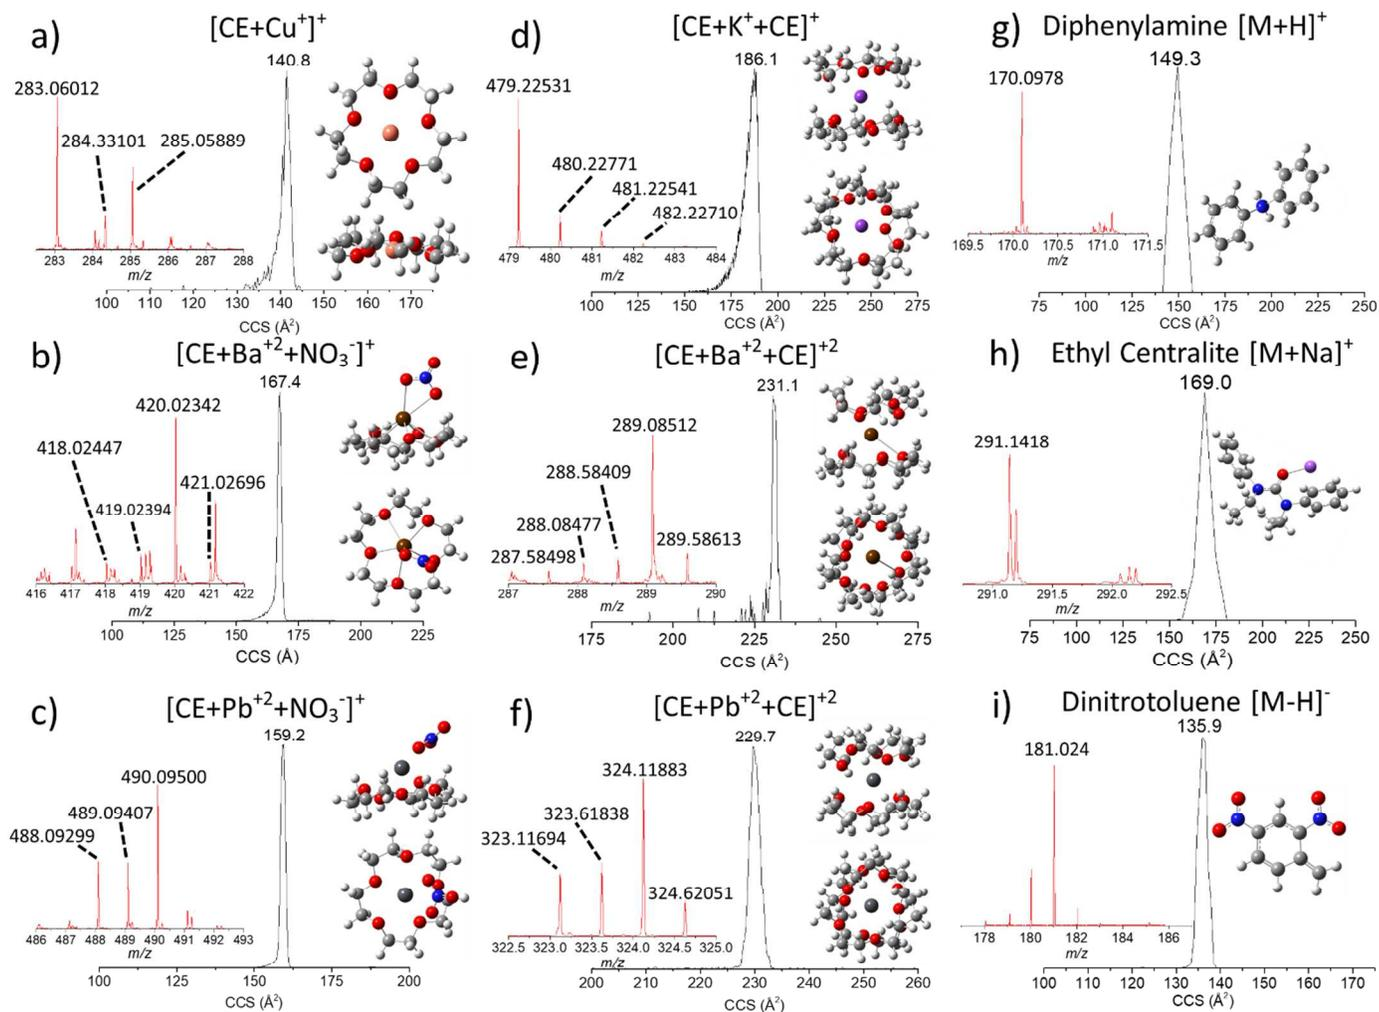 a)
[CE+Cu⁺]⁺
140.8
283.06012
284.33101
285.05889
283 284 285 286 287 288
m/z
100 110 120 130 140 150 160 170
CCS (Å²)
b)
[CE+Ba⁺²+NO₃⁻]⁺
167.4
420.02342
418.02447
419.02394
421.02696
416 417 418 419 420 421 422
m/z
100 125 150 175 200 225
CCS (Å)
c)
[CE+Pb⁺²+NO₃⁻]⁺
159.2
490.09500
489.09407
488.09299
486 487 488 489 490 491 492 493
m/z
100 120 140 160 180 200
CCS (Å²)
d)
[CE+K⁺+CE]⁺
186.1
479.22531
480.22771
481.22541
482.22710
479 480 481 482 483 484
m/z
100 125 150 175 200 225 250 275
CCS (Å²)
e)
[CE+Ba⁺²+CE]⁺²
231.1
289.08512
288.58409
288.08477
287.58498
289.58613
287 288 289 290
m/z
175 200 225 250 275
CCS (Å²)
f)
[CE+Pb⁺²+CE]⁺²
229.7
324.11883
323.61838
323.11694
324.62051
322.5 323.0 323.5 324.0 324.5 325.0
m/z
200 210 220 230 240 250 260
CCS (Å²)
g)
Diphenylamine [M+H]⁺
149.3
170.0978
169.5 170.0 170.5 171.0 171.5
m/z
75 100 125 150 175 200 225 250
CCS (Å²)
h)
Ethyl Centralite [M+Na]⁺
169.0
291.1418
291.0 291.5 292.0 292.5
m/z
75 100 125 150 175 200 225 250
CCS (Å²)
i)
Dinitrotoluene [M-H]⁻
135.9
181.024
178 180 181 182 184 186
m/z
100 110 120 130 140 150 160 170
CCS (Å²)